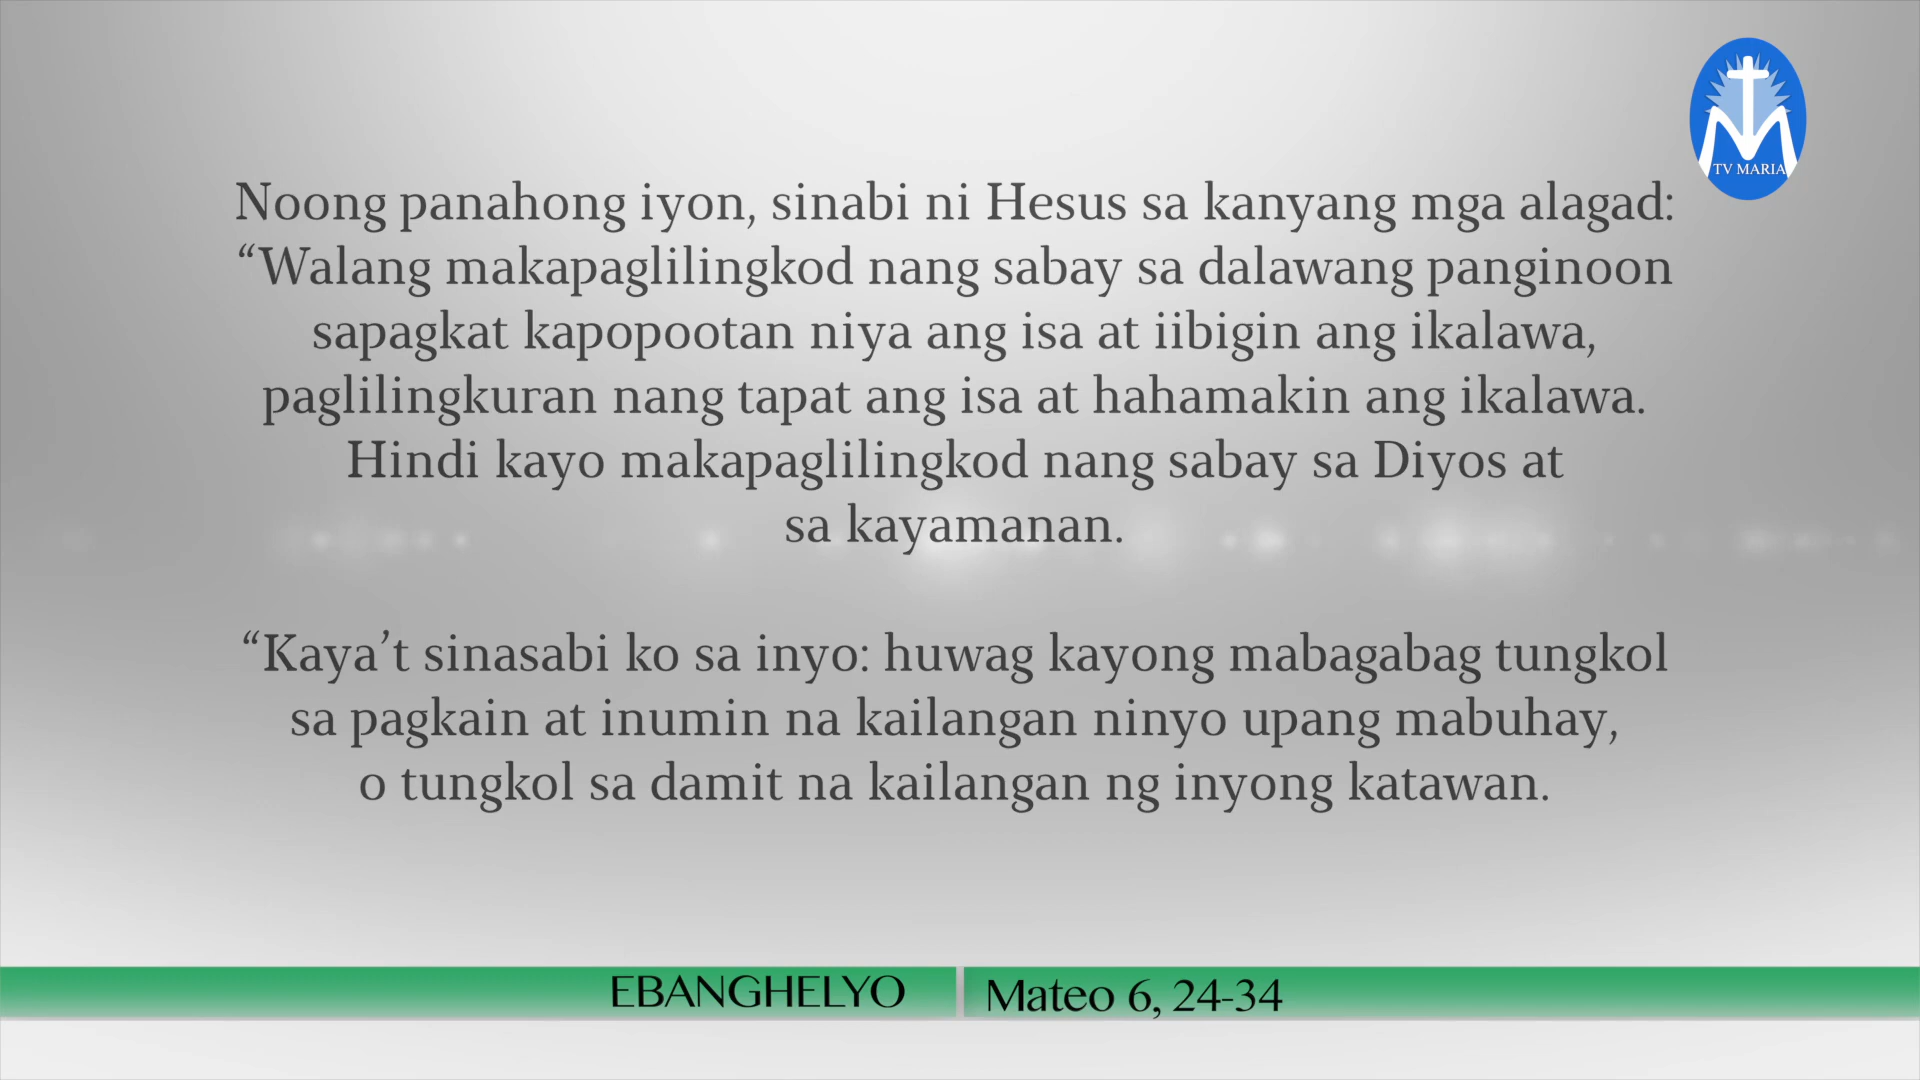 TV MARIA
Noong panahong iyon, sinabi ni Hesus sa kanyang mga alagad:
“Walang makapaglilingkod nang sabay sa dalawang panginoon
sapagkat kapopootan niya ang isa at iibigin ang ikalawa,
paglilingkuran nang tapat ang isa at hahamakin ang ikalawa.
Hindi kayo makapaglilingkod nang sabay sa Diyos at
sa kayamanan.
“Kaya’t sinasabi ko sa inyo: huwag kayong mabagabag tungkol
sa pagkain at inumin na kailangan ninyo upang mabuhay,
o tungkol sa damit na kailangan ng inyong katawan.
EBANGHELYO
Mateo 6, 24-34